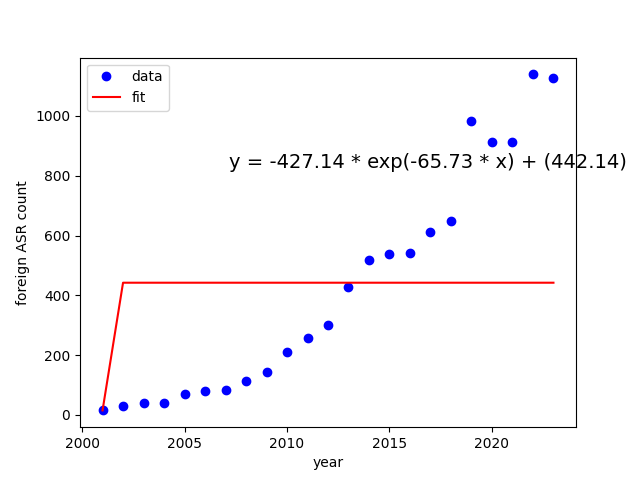 data
fit
y = -427.14 * exp(-65.73 * x) + (442.14)
foreign ASR count
1000
800
600
400
200
0
2000
2005
2010
2015
2020
year